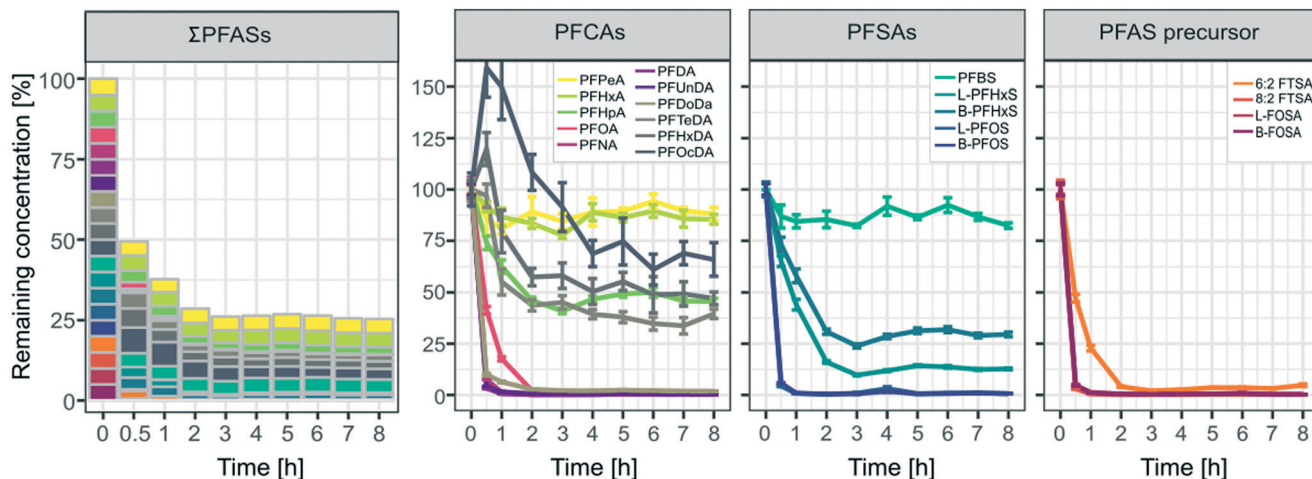 ΣPFASs
PFCAs
PFSAs
PFAS precursor
Remaining concentration [%]
100
75
50
25
0
0 0.5 1 2 3 4 5 6 7 8
Time [h]
150
125
100
75
50
25
0
PFPeA
PFHxA
PFHpA
PFOA
PFNA
PFDA
PFUnDA
PFDoDa
PFTeDA
PFHxDA
PFOcDA
0 1 2 3 4 5 6 7 8
Time [h]
PFBS
L-PFHxS
B-PFHxS
L-PFOS
B-PFOS
0 1 2 3 4 5 6 7 8
Time [h]
6:2 FTSA
8:2 FTSA
L-FOSA
B-FOSA
0 1 2 3 4 5 6 7 8
Time [h]